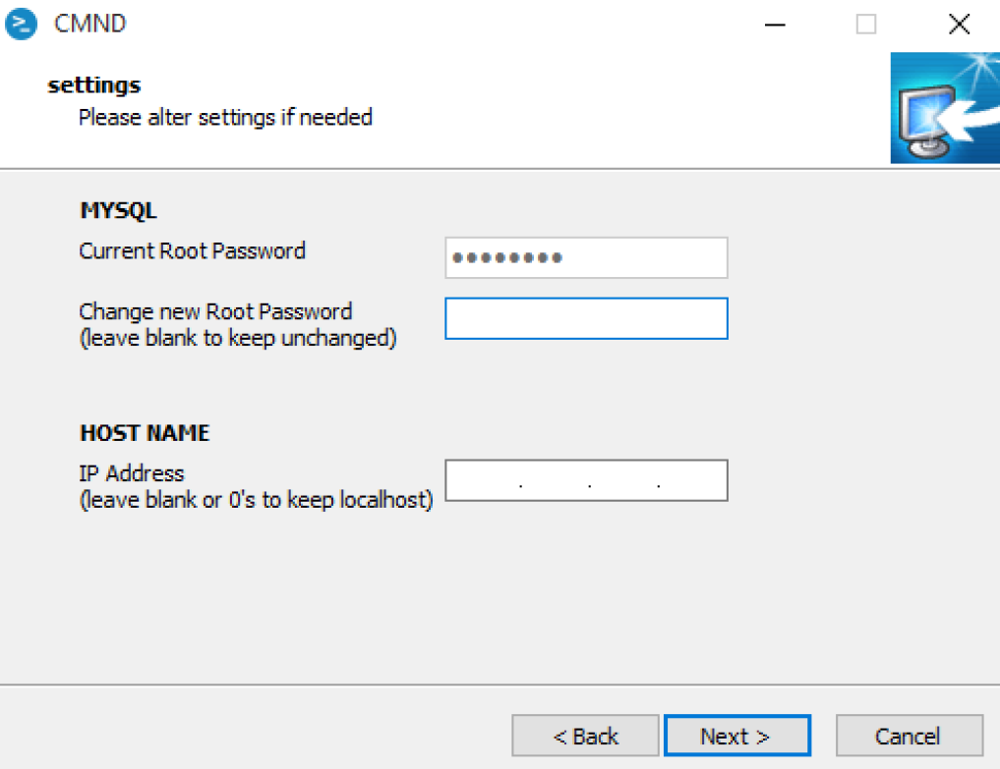 CMND
settings
Please alter settings if needed
MYSQL
Current Root Password
●●●●●●●●
Change new Root Password
(leave blank to keep unchanged)
HOST NAME
IP Address
(leave blank or 0's to keep localhost)
. . .
< Back
Next >
Cancel